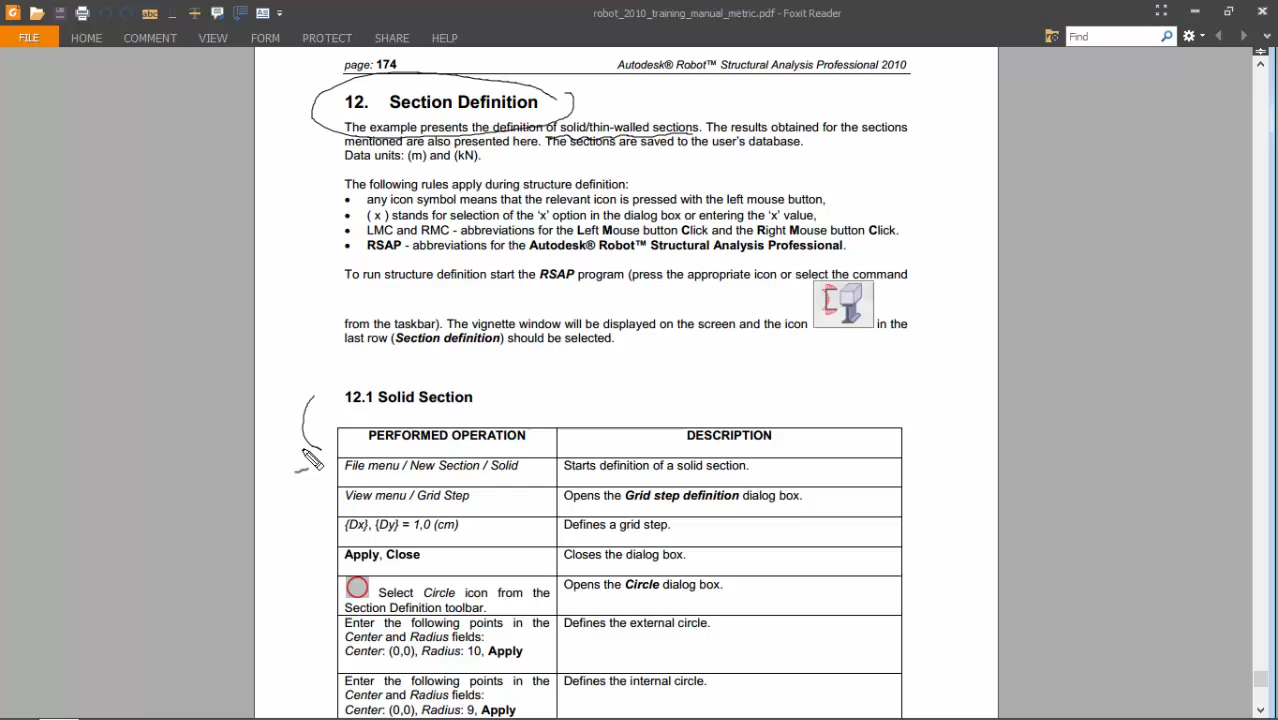 robot_2010_training_manual_metric.pdf - Foxit Reader
FILE HOME COMMENT VIEW FORM PROTECT SHARE HELP Find
page: 174 Autodesk® Robot™ Structural Analysis Professional 2010
12. Section Definition
The example presents the definition of solid/thin-walled sections. The results obtained for the sections
mentioned are also presented here. The sections are saved to the user's database.
Data units: (m) and (kN).
The following rules apply during structure definition:
• any icon symbol means that the relevant icon is pressed with the left mouse button,
• ( x ) stands for selection of the 'x' option in the dialog box or entering the 'x' value,
• LMC and RMC - abbreviations for the Left Mouse button Click and the Right Mouse button Click.
• RSAP - abbreviations for the Autodesk® Robot™ Structural Analysis Professional.
To run structure definition start the RSAP program (press the appropriate icon or select the command
from the taskbar). The vignette window will be displayed on the screen and the icon in the
last row (Section definition) should be selected.
12.1 Solid Section
PERFORMED OPERATION DESCRIPTION
File menu / New Section / Solid Starts definition of a solid section.
View menu / Grid Step Opens the Grid step definition dialog box.
{Dx}, {Dy} = 1,0 (cm) Defines a grid step.
Apply, Close Closes the dialog box.
Select Circle icon from the Opens the Circle dialog box.
Section Definition toolbar.
Enter the following points in the Defines the external circle.
Center and Radius fields:
Center: (0,0), Radius: 10, Apply
Enter the following points in the Defines the internal circle.
Center and Radius fields:
Center: (0,0), Radius: 9, Apply